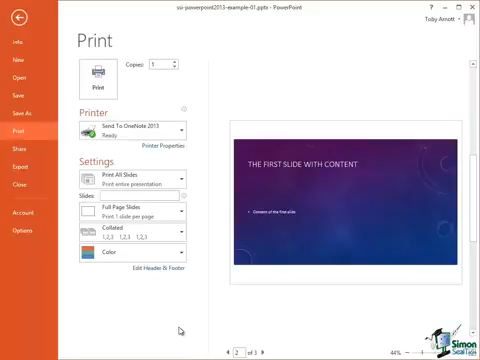 ssi-powerpoint2013-example-01.pptx - PowerPoint
Toby Arnott
Info
New
Open
Save
Save As
Print
Share
Export
Close
Account
Options
Print
Copies: 1
Print
Printer
Send To OneNote 2013
Ready
Printer Properties
Settings
Print All Slides
Print entire presentation
Slides:
Full Page Slides
Print 1 slide per page
Collated
1,2,3 1,2,3 1,2,3
Color
Edit Header & Footer
THE FIRST SLIDE WITH CONTENT
Content of the first slide
2 of 3
44%
Simon